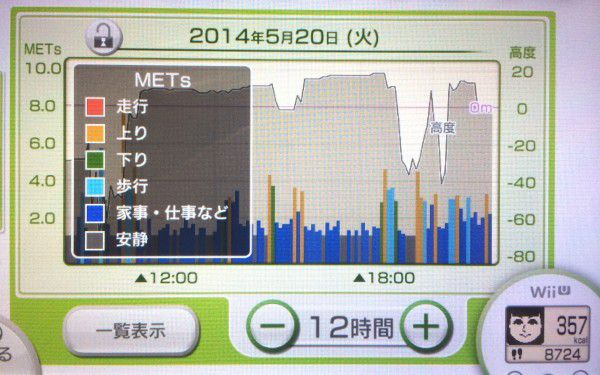 2014年5月20日 (火)
METs
高度
10.0
8.0
6.0
4.0
2.0
METs
走行
上り
下り
歩行
家事・仕事など
安静
20
0
-20
-40
-60
-80
0m
高度
▲12:00
▲18:00
一覧表示
−
12時間
+
Wii U
357
kcal
8724
る